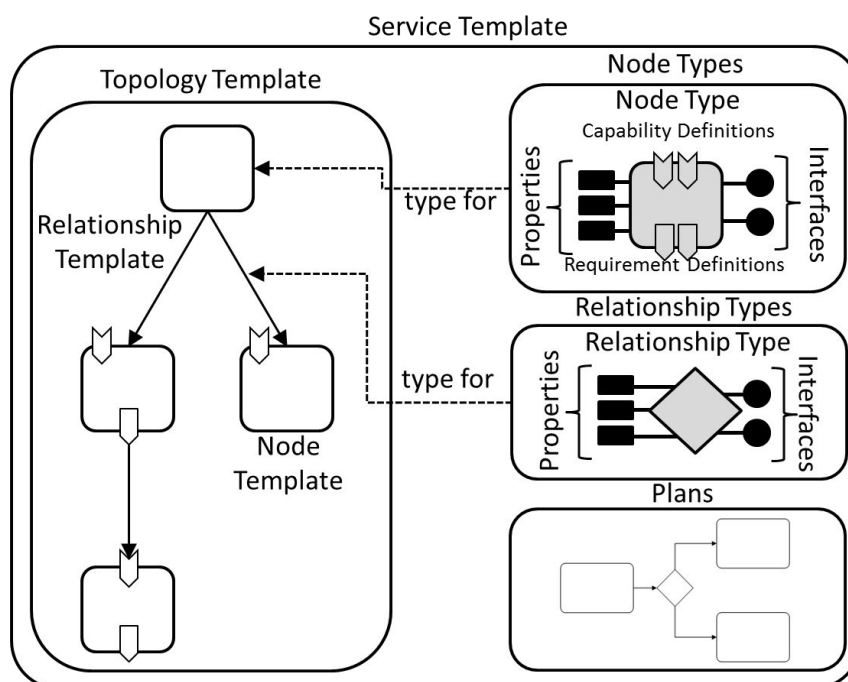 Service Template
Topology Template
Relationship
Template
Node
Template
type for
type for
Node Types
Node Type
Capability Definitions
Properties
Interfaces
Requirement Definitions
Relationship Types
Relationship Type
Properties
Interfaces
Plans